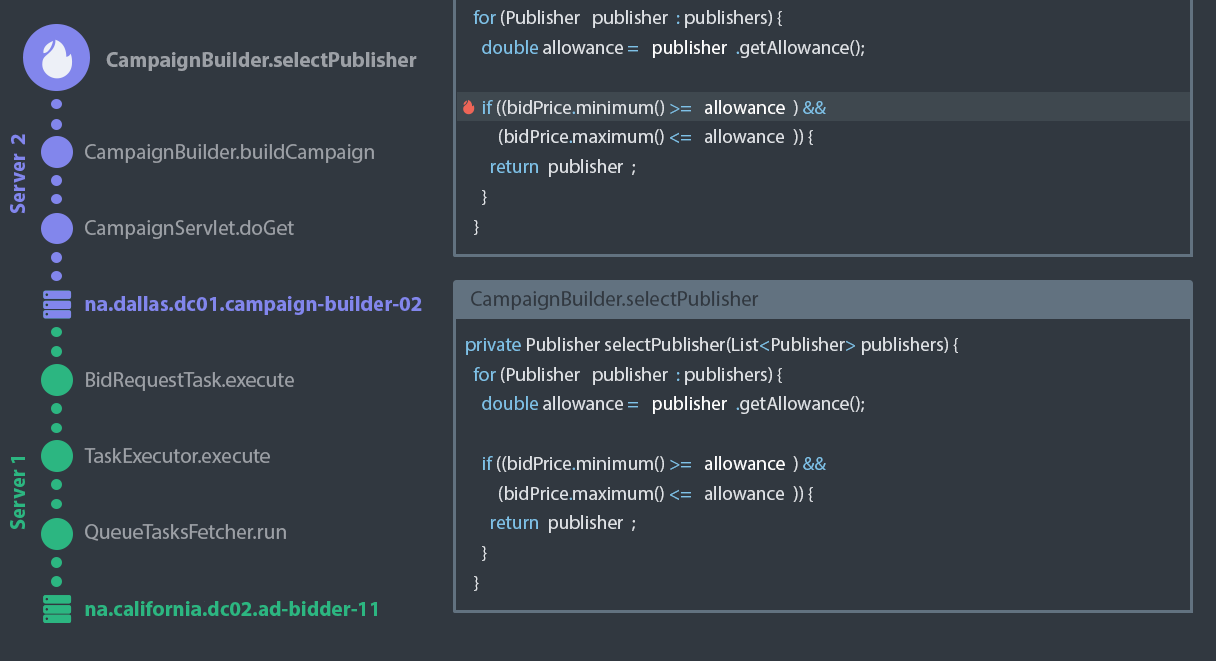 CampaignBuilder.selectPublisher
Server 2
CampaignBuilder.buildCampaign
CampaignServlet.doGet
na.dallas.dc01.campaign-builder-02
BidRequestTask.execute
Server 1
TaskExecutor.execute
QueueTasksFetcher.run
na.california.dc02.ad-bidder-11
for (Publisher publisher : publishers) {
double allowance = publisher .getAllowance();
if ((bidPrice.minimum() >= allowance ) &&
(bidPrice.maximum() <= allowance )) {
return publisher ;
}
}
CampaignBuilder.selectPublisher
private Publisher selectPublisher(List<Publisher> publishers) {
for (Publisher publisher : publishers) {
double allowance = publisher .getAllowance();
if ((bidPrice.minimum() >= allowance ) &&
(bidPrice.maximum() <= allowance )) {
return publisher ;
}
}